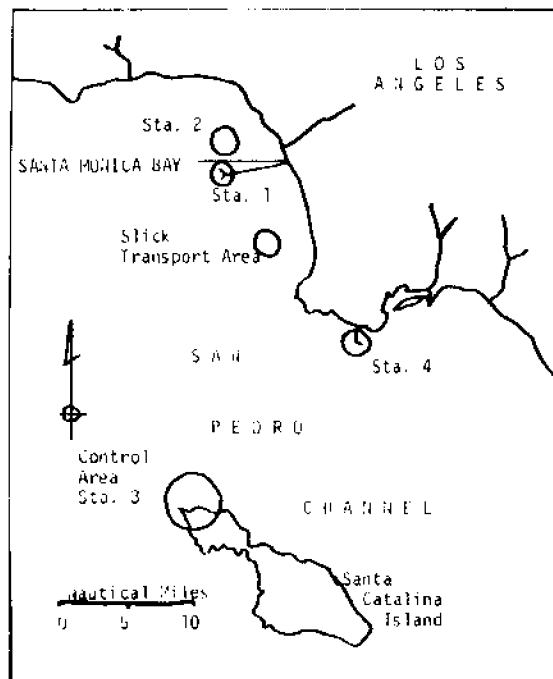 LOS
ANGELES
Sta. 2
SANTA MONICA BAY
Sta. 1
Slick
Transport Area
SAN
Sta. 4
PEDRO
Control
Area
Sta. 3
CHANNEL
Nautical Miles
0 5 10
Santa
Catalina
Island